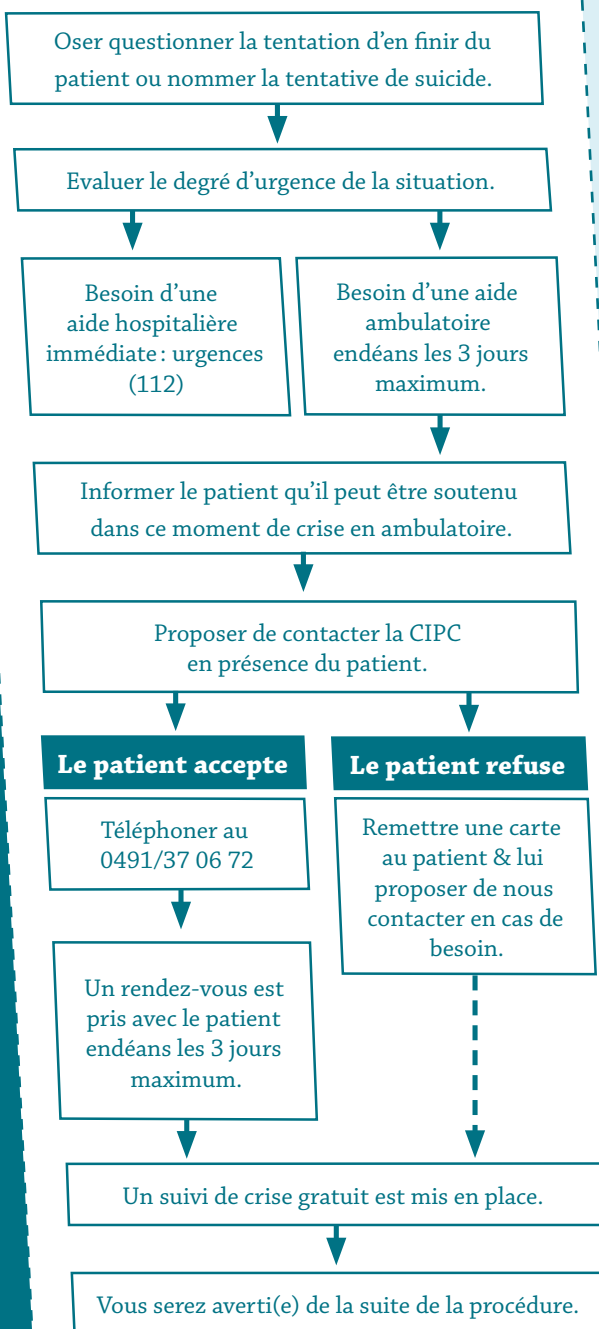 Oser questionner la tentation d'en finir du
patient ou nommer la tentative de suicide.
Evaluer le degré d'urgence de la situation.
Besoin d'une
aide hospitalière
immédiate : urgences
(112)
Besoin d'une aide
ambulatoire
endéans les 3 jours
maximum.
Informer le patient qu'il peut être soutenu
dans ce moment de crise en ambulatoire.
Proposer de contacter la CIPC
en présence du patient.
Le patient accepte
Téléphoner au
0491/37 06 72
Un rendez-vous est
pris avec le patient
endéans les 3 jours
maximum.
Le patient refuse
Remettre une carte
au patient & lui
proposer de nous
contacter en cas de
besoin.
Un suivi de crise gratuit est mis en place.
Vous serez averti(e) de la suite de la procédure.